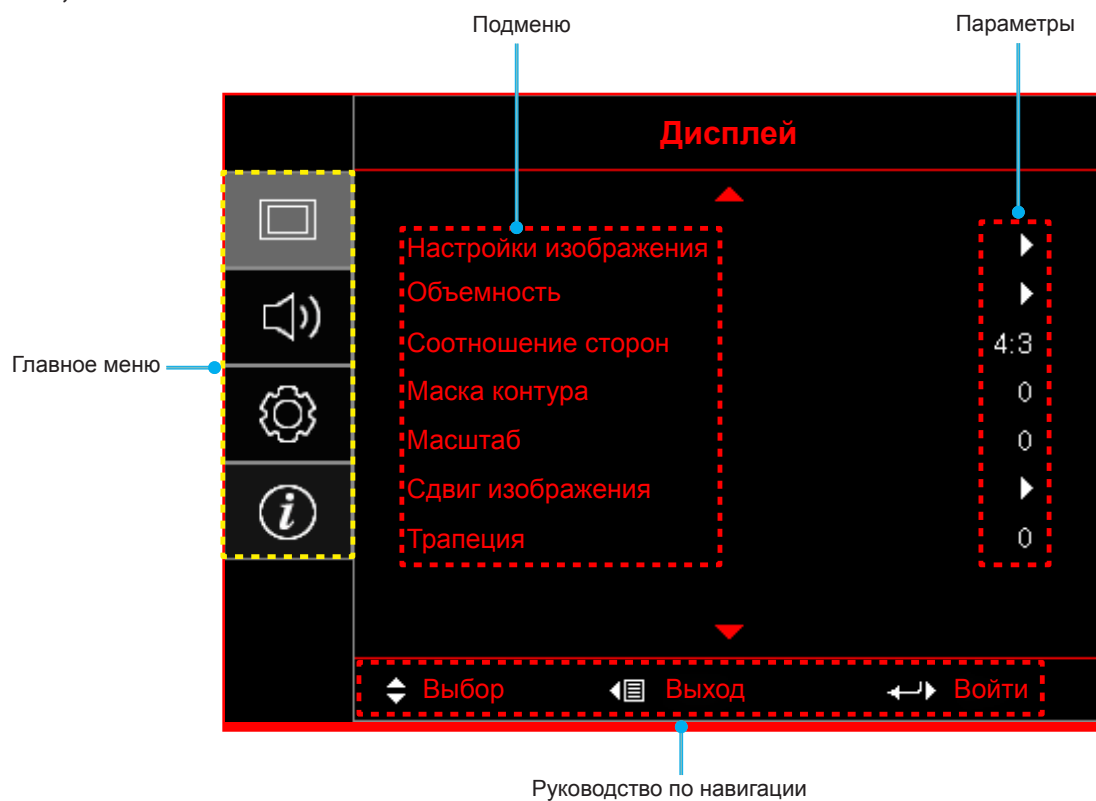 Подменю
Параметры
Дисплей
Настройки изображения
Объемность
Соотношение сторон 4:3
Маска контура 0
Масштаб 0
Сдвиг изображения
Трапеция 0
Главное меню
Выбор Выход Войти
Руководство по навигации